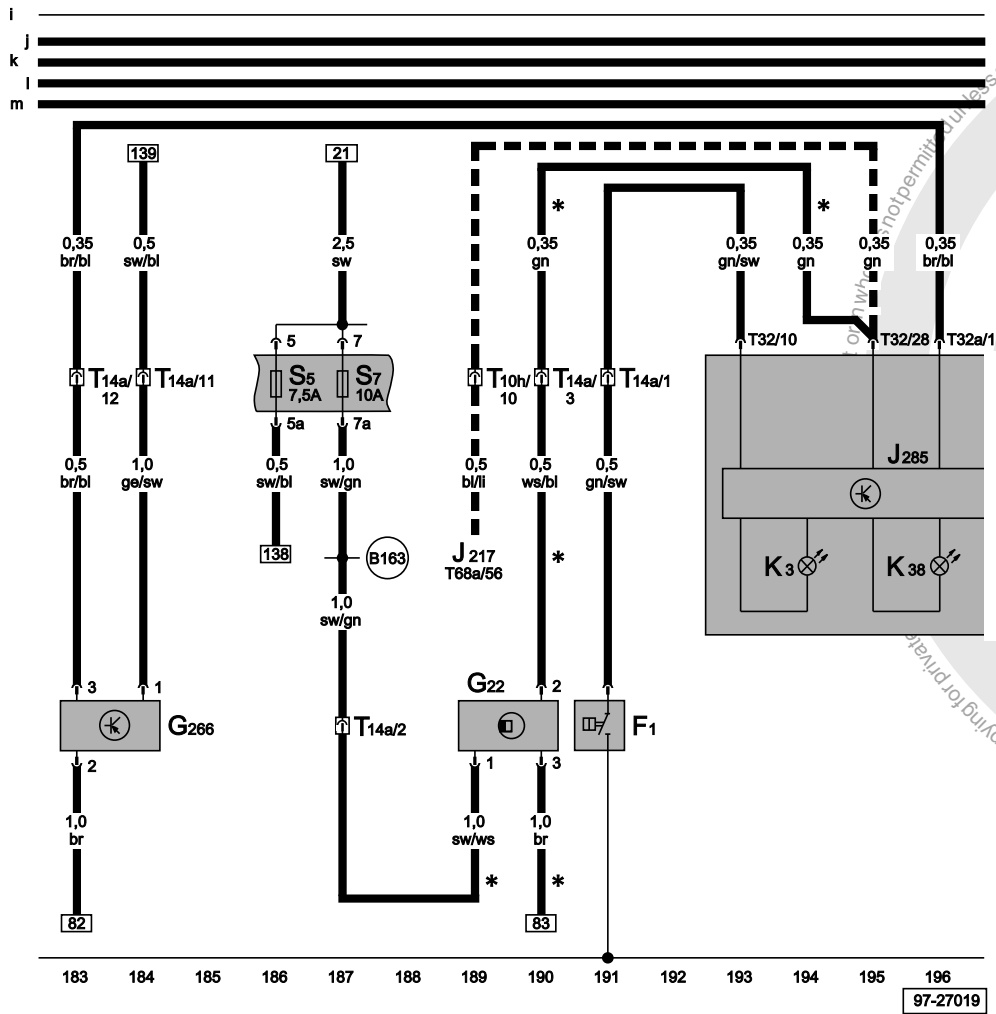 i
j
k
l
m
139
21
0,35
br/bl
0,5
sw/bl
2,5
sw
*
*
0,35
gn
0,35
gn/sw
0,35
gn
0,35
gn
0,35
br/bl
5
7
T32/10
T32/28
T32a/1
T14a/
12
T14a/11
S5
7,5A
S7
10A
T10h/
10
T14a/
3
T14a/1
5a
7a
J285
0,5
br/bl
1,0
ge/sw
0,5
sw/bl
1,0
sw/gn
0,5
bl/li
0,5
ws/bl
0,5
gn/sw
138
B163
J217
T68a/56
*
K3
K38
1,0
sw/gn
3
1
G266
T14a/2
G22
2
F1
2
1
3
1,0
br
1,0
sw/ws
1,0
br
*
*
82
83
183 184 185 186 187 188 189 190 191 192 193 194 195 196
97-27019